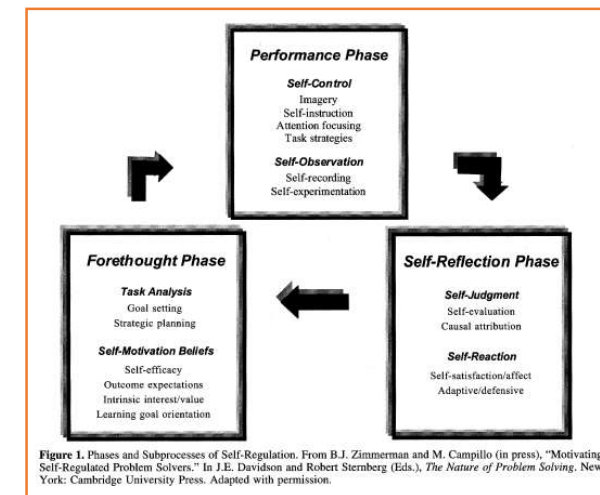 Performance Phase
Self-Control
Imagery
Self-instruction
Attention focusing
Task strategies
Self-Observation
Self-recording
Self-experimentation
Forethought Phase
Task Analysis
Goal setting
Strategic planning
Self-Motivation Beliefs
Self-efficacy
Outcome expectations
Intrinsic interest/value
Learning goal orientation
Self-Reflection Phase
Self-Judgment
Self-evaluation
Causal attribution
Self-Reaction
Self-satisfaction/affect
Adaptive/defensive
Figure 1. Phases and Subprocesses of Self-Regulation. From B.J. Zimmerman and M. Campillo (in press), “Motivating
Self-Regulated Problem Solvers.” In J.E. Davidson and Robert Sternberg (Eds.), The Nature of Problem Solving. New
York: Cambridge University Press. Adapted with permission.